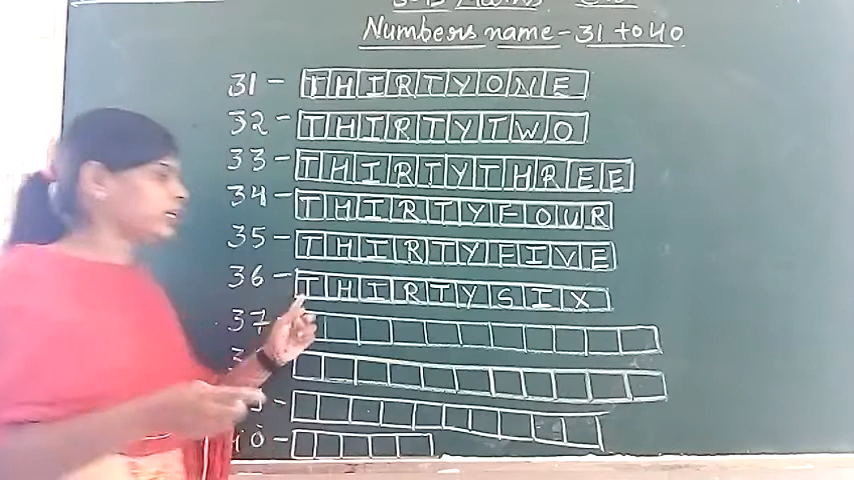 Numbers name - 31 to 40
31 - THIRTYONE
32 - THIRTYTWO
33 - THIRTYTHREE
34 - THIRTYFOUR
35 - THIRTYFIVE
36 - THIRTYSIX
37
40 -